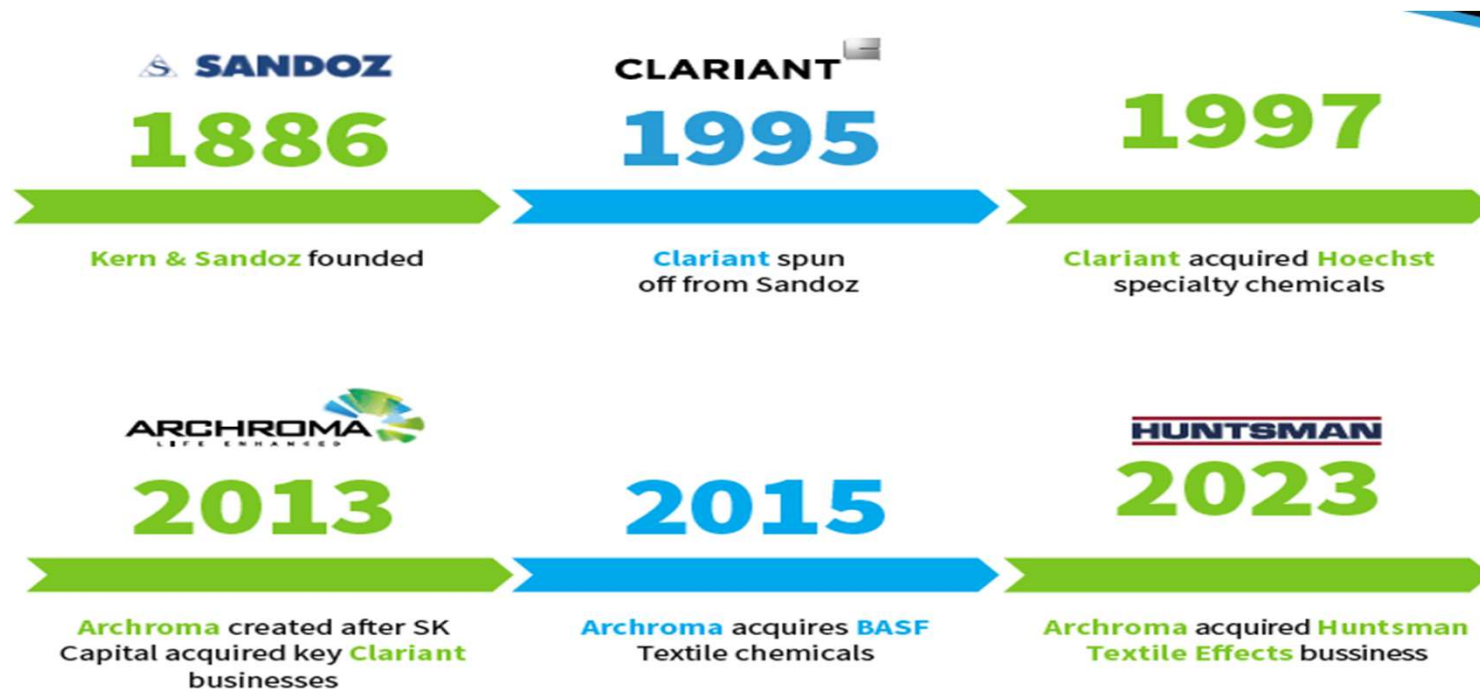 SANDOZ
1886
Kern & Sandoz founded
CLARIANT
1995
Clariant spun
off from Sandoz
1997
Clariant acquired Hoechst
specialty chemicals
ARCHROMA
LIFE ENHANCED
2013
Archroma created after SK
Capital acquired key Clariant
businesses
2015
Archroma acquires BASF
Textile chemicals
HUNTSMAN
2023
Archroma acquired Huntsman
Textile Effects bussiness